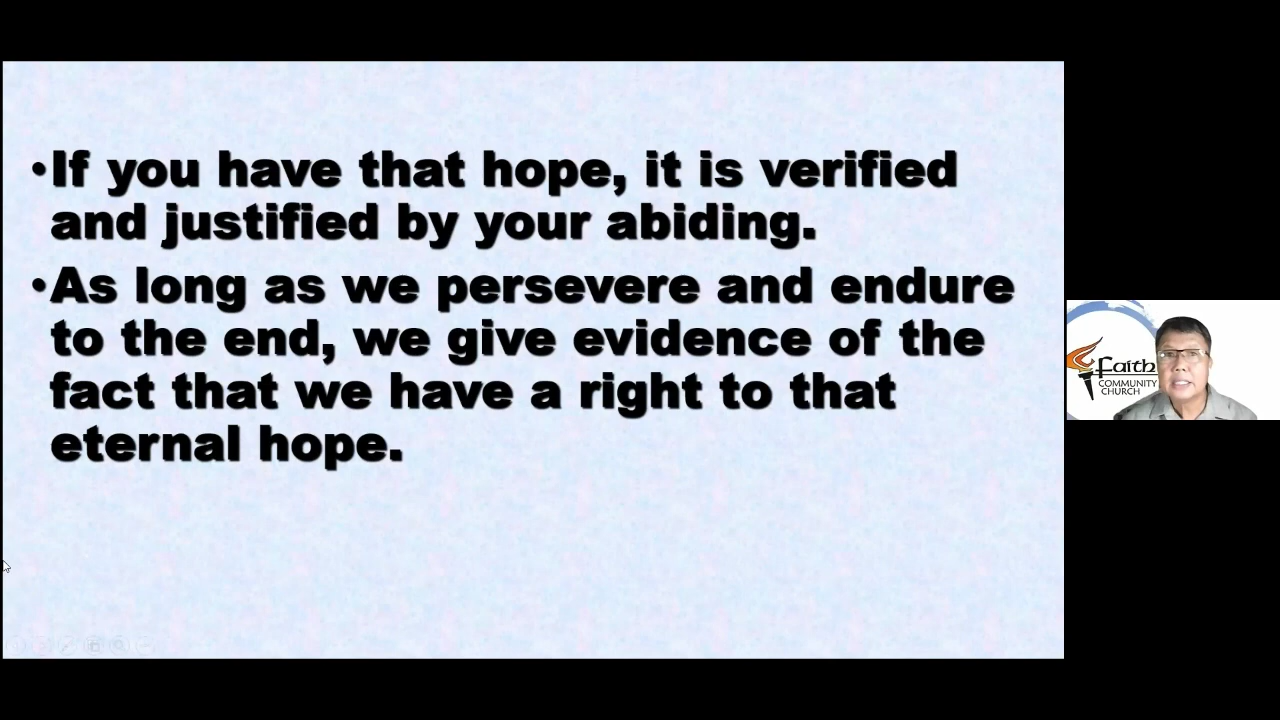 •If you have that hope, it is verified
and justified by your abiding.
•As long as we persevere and endure
to the end, we give evidence of the
fact that we have a right to that
eternal hope.
Faith
COMMUNITY
CHURCH